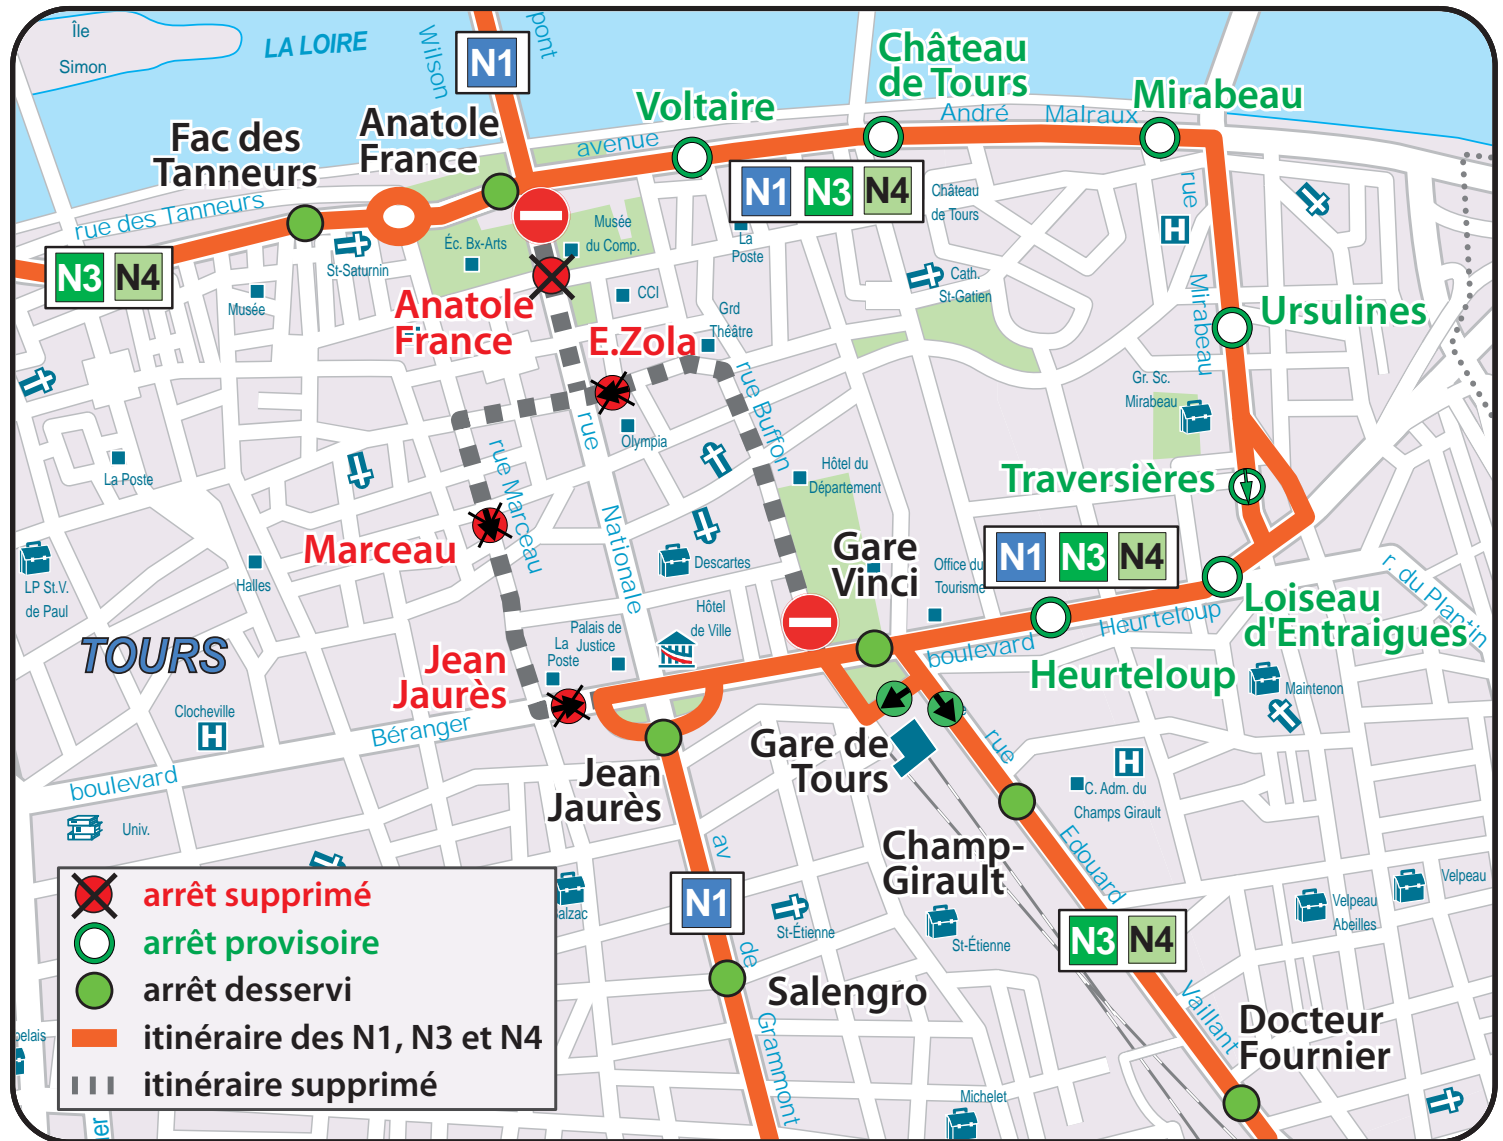 Île
Simon
LA LOIRE
Wilson
pont
N1
Château
de Tours
Mirabeau
Voltaire
Anatole
France
Fac des
Tanneurs
avenue
André
Malraux
rue des Tanneurs
N3 N4
N1 N3 N4
Château
de Tours
rue
Mirabeau
Musée
du Comp.
Éc. Bx-Arts
St-Saturnin
La
Poste
Cath.
St-Gatien
Musée
CCI
Anatole
France
Grd
Théâtre
E.Zola
Ursulines
Gr. Sc.
Mirabeau
rue Buffon
rue
Nationale
Olympia
rue Marceau
La Poste
Hôtel du
Département
Traversières
Marceau
Descartes
Gare
Vinci
Office du
Tourisme
N1 N3 N4
r. du Plantin
LP St.V.
de Paul
Halles
Hôtel
de Ville
Palais de
Justice
La
Poste
Loiseau
d'Entraigues
boulevard
Heurteloup
Heurteloup
TOURS
Jean
Jaurès
Maintenon
Clocheville
Béranger
boulevard
Gare de
Tours
rue
Edouard
Vaillant
Jean
Jaurès
C. Adm. du
Champs Girault
Univ.
av
de
Grammont
Champ-
Girault
Velpeau
Velpeau
Abeilles
N1
St-Étienne
St-Étienne
N3 N4
Salengro
Docteur
Fournier
Michelet
arrêt supprimé
arrêt provisoire
arrêt desservi
itinéraire des N1, N3 et N4
itinéraire supprimé